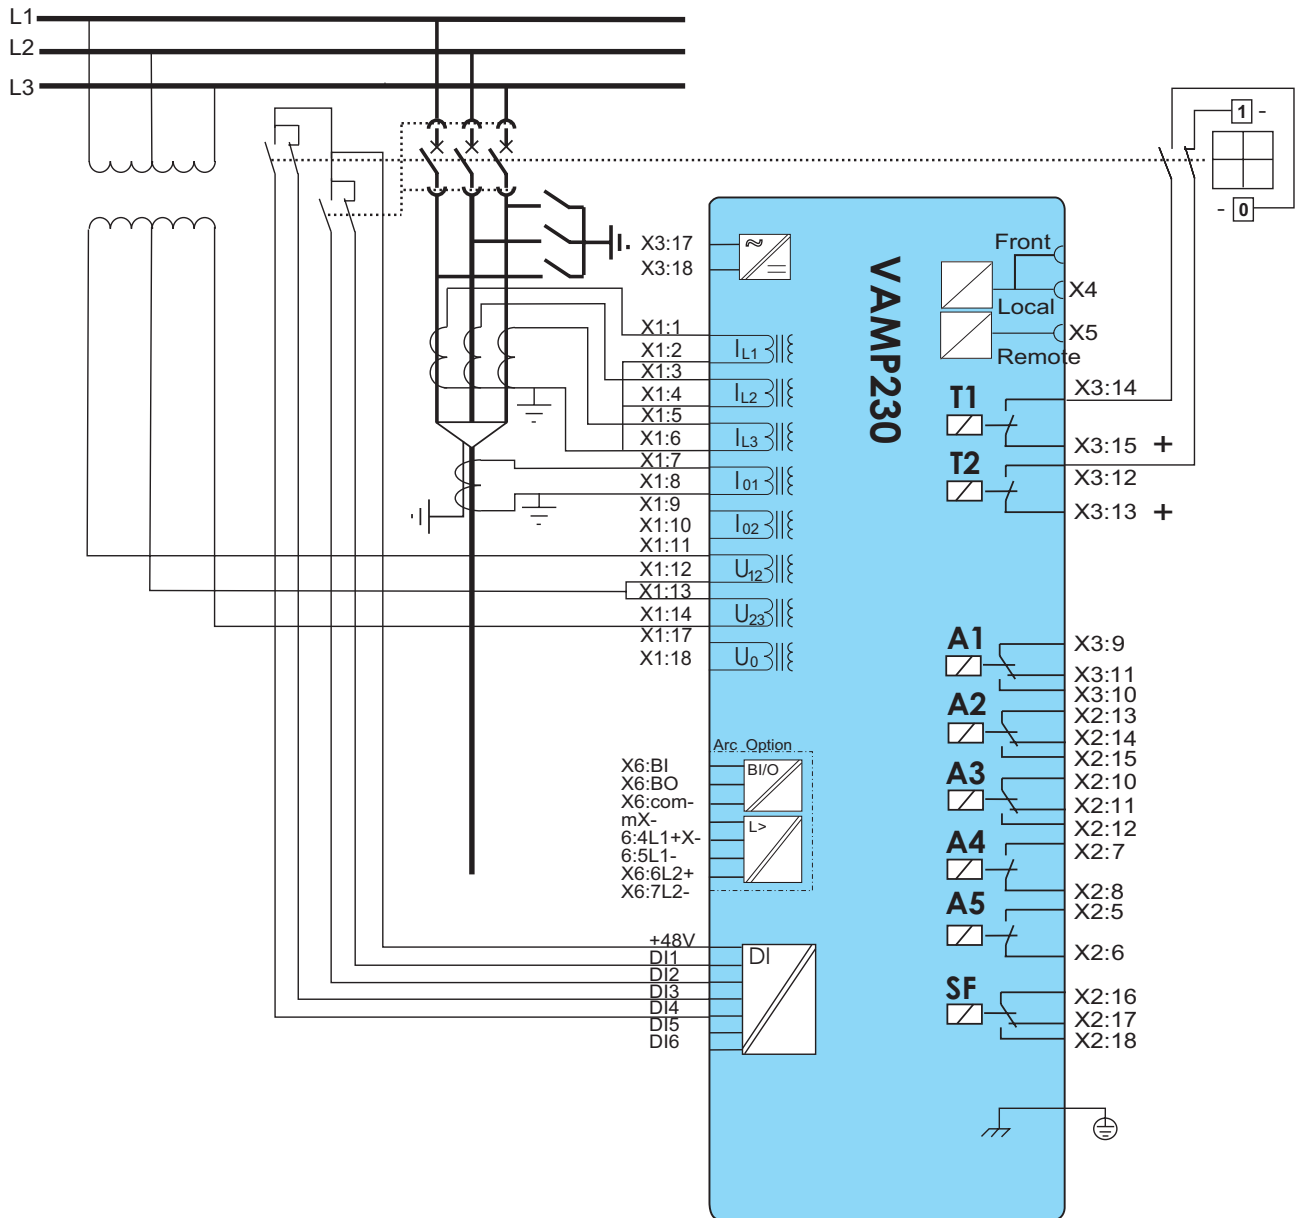 L1
L2
L3
1 -
- 0
X3:17
X3:18
~
VAMP230
Front
Local
X4
X5
Remote
X1:1
X1:2
X1:3
X1:4
X1:5
X1:6
X1:7
X1:8
X1:9
X1:10
X1:11
X1:12
X1:13
X1:14
X1:17
X1:18
IL1
IL2
IL3
I01
I02
U12
U23
U0
T1
X3:14
X3:15 +
T2
X3:12
X3:13 +
A1
X3:9
X3:11
X3:10
A2
X2:13
X2:14
X2:15
A3
X2:10
X2:11
X2:12
A4
X2:7
X2:8
A5
X2:5
X2:6
SF
X2:16
X2:17
X2:18
Arc Option
BI/O
L>
X6:BI
X6:BO
X6:com-
mX-
6:4L1+X-
6:5L1-
X6:6L2+
X6:7L2-
+48V
DI1
DI2
DI3
DI4
DI5
DI6
DI